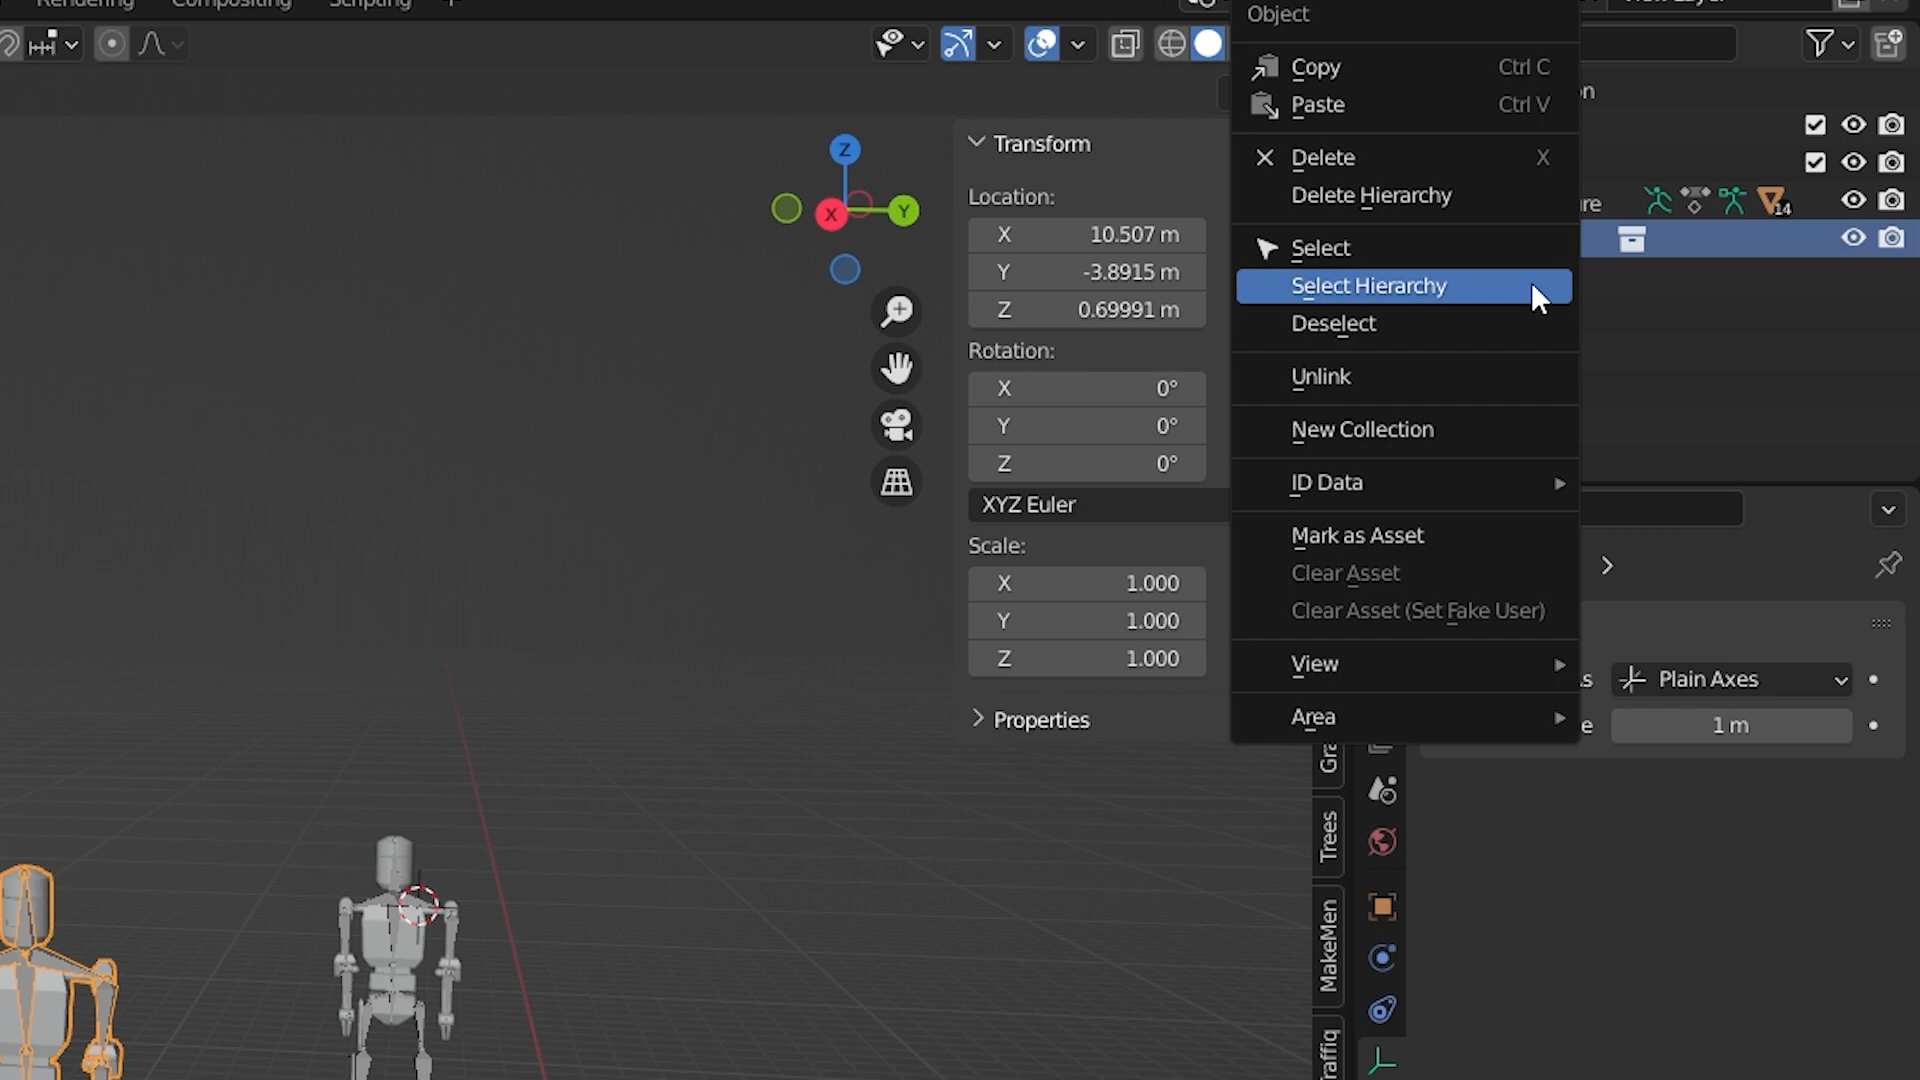 Rendering Compositing Scripting +
Object
Copy Ctrl C
Paste Ctrl V
Delete X
Delete Hierarchy
Select
Select Hierarchy
Deselect
Unlink
New Collection
ID Data
Mark as Asset
Clear Asset
Clear Asset (Set Fake User)
View
Area
Z
Y
X
Transform
Location:
X 10.507 m
Y -3.8915 m
Z 0.69991 m
Rotation:
X 0°
Y 0°
Z 0°
XYZ Euler
Scale:
X 1.000
Y 1.000
Z 1.000
Properties
14
Plain Axes
1 m
Trees
MakeMen